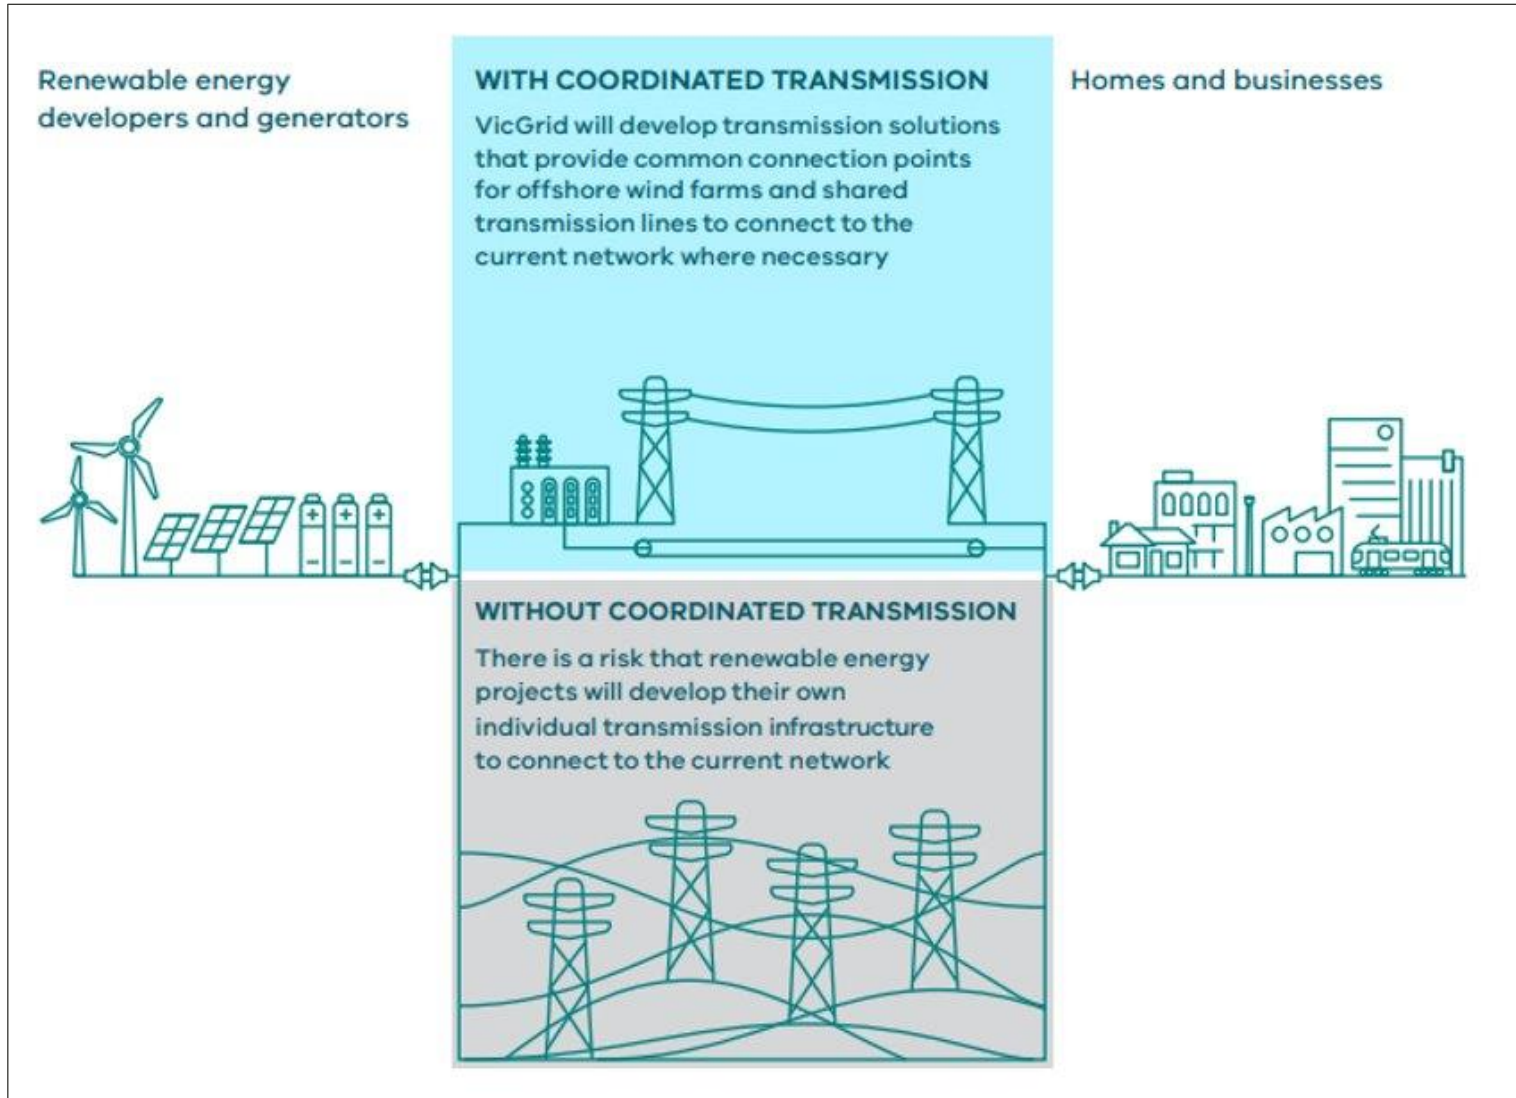 Renewable energy
developers and generators
WITH COORDINATED TRANSMISSION
VicGrid will develop transmission solutions
that provide common connection points
for offshore wind farms and shared
transmission lines to connect to the
current network where necessary
Homes and businesses
WITHOUT COORDINATED TRANSMISSION
There is a risk that renewable energy
projects will develop their own
individual transmission infrastructure
to connect to the current network